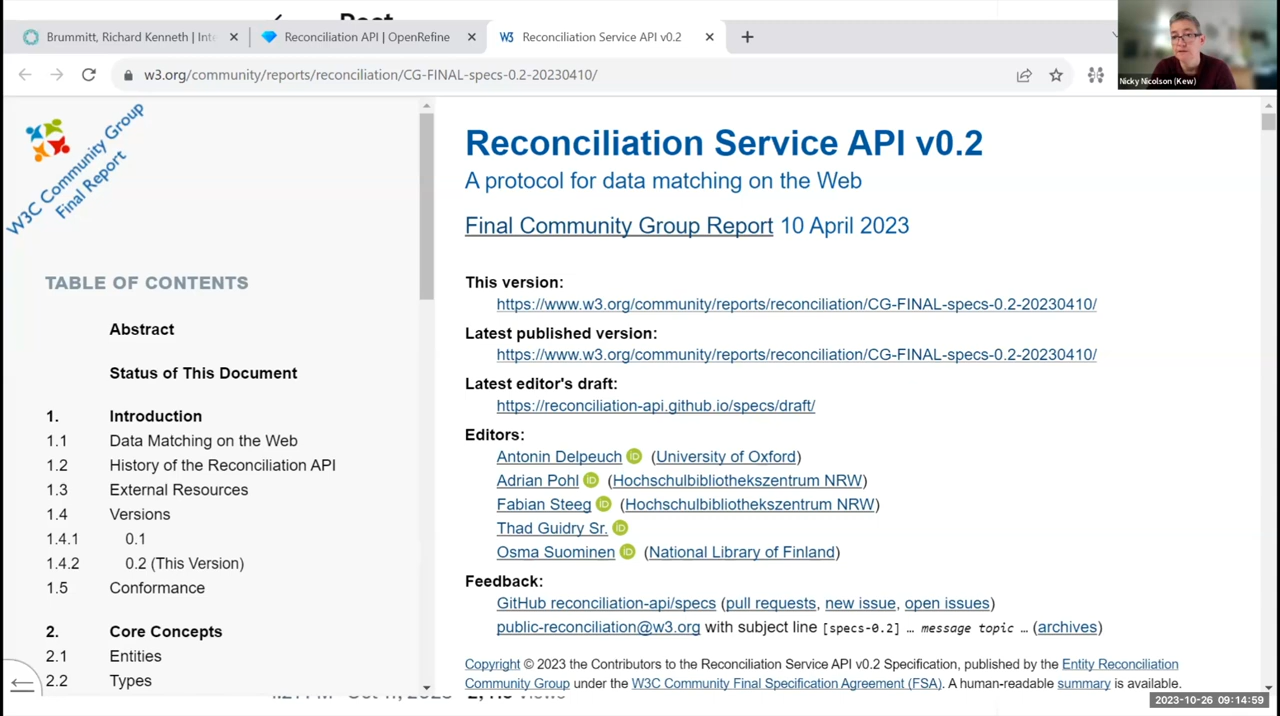 Post
Brummitt, Richard Kenneth | Inte
Reconciliation API | OpenRefine
Reconciliation Service API v0.2
w3.org/community/reports/reconciliation/CG-FINAL-specs-0.2-20230410/
Nicky Nicolson (Kew)
W3C Community Group
Final Report
TABLE OF CONTENTS
Abstract
Status of This Document
1. Introduction
1.1 Data Matching on the Web
1.2 History of the Reconciliation API
1.3 External Resources
1.4 Versions
1.4.1 0.1
1.4.2 0.2 (This Version)
1.5 Conformance
2. Core Concepts
2.1 Entities
2.2 Types
Reconciliation Service API v0.2
A protocol for data matching on the Web
Final Community Group Report 10 April 2023
This version:
https://www.w3.org/community/reports/reconciliation/CG-FINAL-specs-0.2-20230410/
Latest published version:
https://www.w3.org/community/reports/reconciliation/CG-FINAL-specs-0.2-20230410/
Latest editor's draft:
https://reconciliation-api.github.io/specs/draft/
Editors:
Antonin Delpeuch iD (University of Oxford)
Adrian Pohl iD (Hochschulbibliothekszentrum NRW)
Fabian Steeg iD (Hochschulbibliothekszentrum NRW)
Thad Guidry Sr. iD
Osma Suominen iD (National Library of Finland)
Feedback:
GitHub reconciliation-api/specs (pull requests, new issue, open issues)
public-reconciliation@w3.org with subject line [specs-0.2] … message topic … (archives)
Copyright © 2023 the Contributors to the Reconciliation Service API v0.2 Specification, published by the Entity Reconciliation
Community Group under the W3C Community Final Specification Agreement (FSA). A human-readable summary is available.
2023-10-26 09:14:59